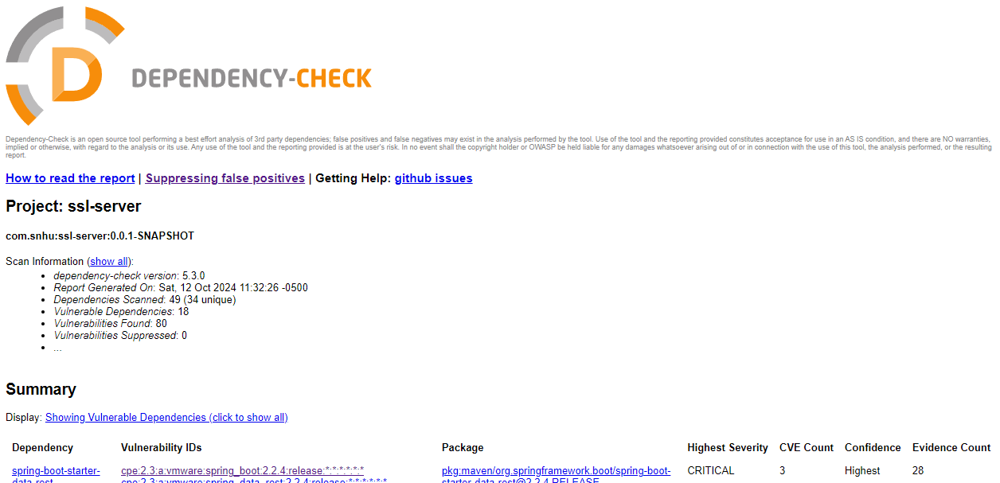 D
DEPENDENCY-CHECK
Dependency-Check is an open source tool performing a best effort analysis of 3rd party dependencies; false positives and false negatives may exist in the analysis performed by the tool. Use of the tool and the reporting provided constitutes acceptance for use in an AS IS condition, and there are NO warranties,
implied or otherwise, with regard to the analysis or its use. Any use of the tool and the reporting provided is at the user's risk. In no event shall the copyright holder or OWASP be held liable for any damages whatsoever arising out of or in connection with the use of this tool, the analysis performed, or the resulting
report.
How to read the report | Suppressing false positives | Getting Help: github issues
Project: ssl-server
com.snhu:ssl-server:0.0.1-SNAPSHOT
Scan Information (show all):
• dependency-check version: 5.3.0
• Report Generated On: Sat, 12 Oct 2024 11:32:26 -0500
• Dependencies Scanned: 49 (34 unique)
• Vulnerable Dependencies: 18
• Vulnerabilities Found: 80
• Vulnerabilities Suppressed: 0
• ...
Summary
Display: Showing Vulnerable Dependencies (click to show all)
Dependency Vulnerability IDs Package Highest Severity CVE Count Confidence Evidence Count
spring-boot-starter- cpe:2.3:a:vmware:spring_boot:2.2.4:release:*:*:*:*:*:* pkg:maven/org.springframework.boot/spring-boot- CRITICAL 3 Highest 28
data-rest cpe:2.3:a:vmware:spring_data_rest:2.2.4:release:*:*:*:*:*:* starter-data-rest@2.2.4.RELEASE